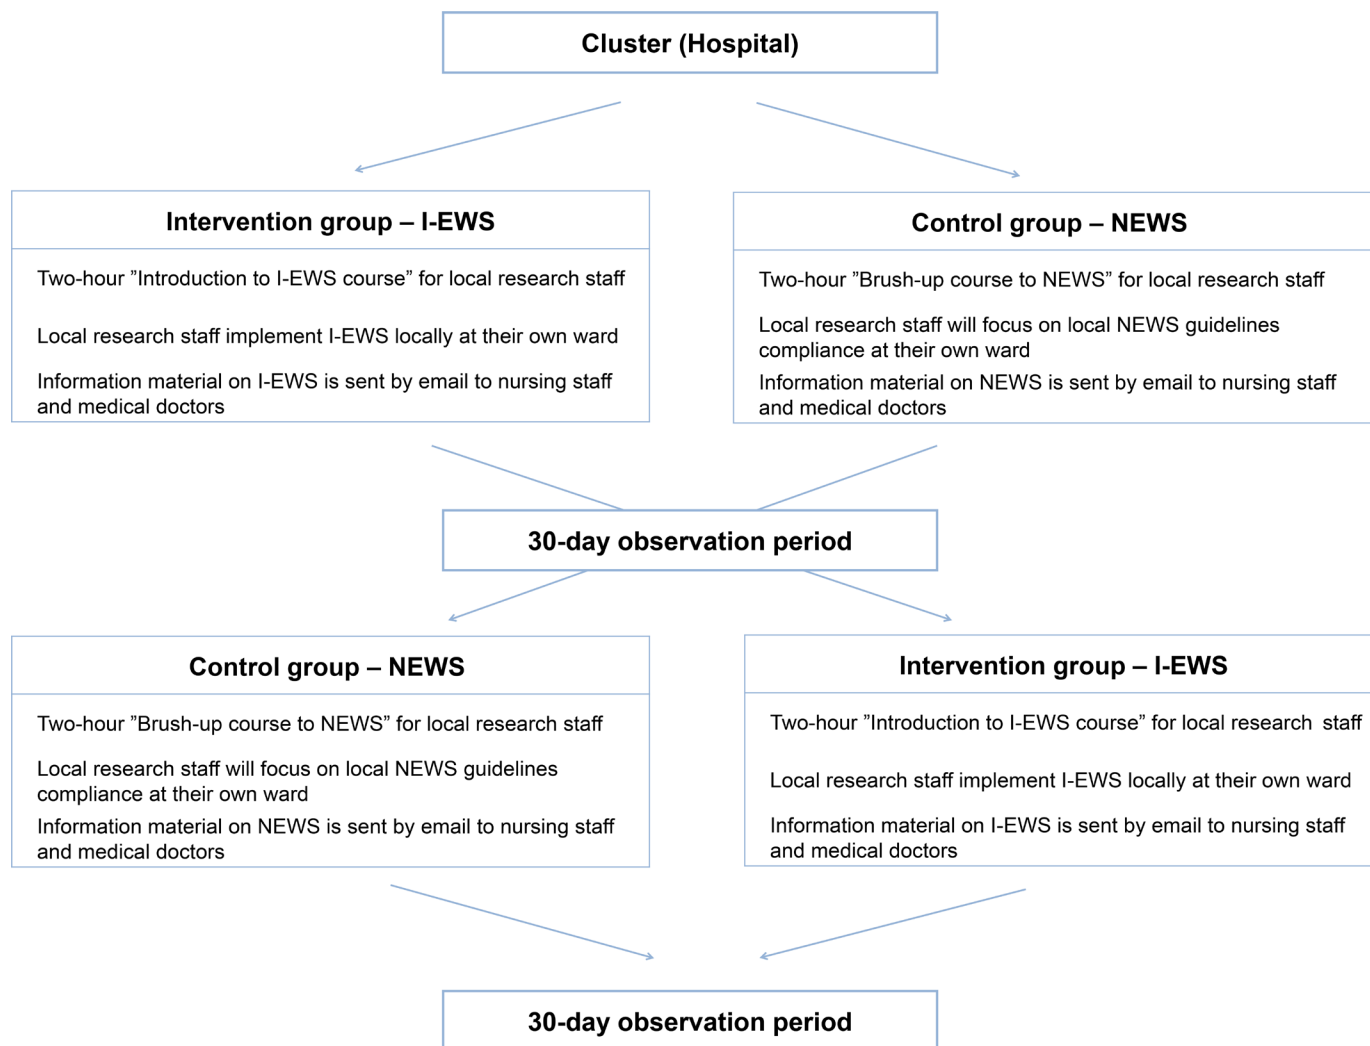 Cluster (Hospital)
Intervention group – I-EWS
Two-hour ”Introduction to I-EWS course” for local research staff
Local research staff implement I-EWS locally at their own ward
Information material on I-EWS is sent by email to nursing staff
and medical doctors
Control group – NEWS
Two-hour ”Brush-up course to NEWS” for local research staff
Local research staff will focus on local NEWS guidelines
compliance at their own ward
Information material on NEWS is sent by email to nursing staff
and medical doctors
30-day observation period
Control group – NEWS
Two-hour ”Brush-up course to NEWS” for local research staff
Local research staff will focus on local NEWS guidelines
compliance at their own ward
Information material on NEWS is sent by email to nursing staff
and medical doctors
Intervention group – I-EWS
Two-hour ”Introduction to I-EWS course” for local research staff
Local research staff implement I-EWS locally at their own ward
Information material on I-EWS is sent by email to nursing staff
and medical doctors
30-day observation period